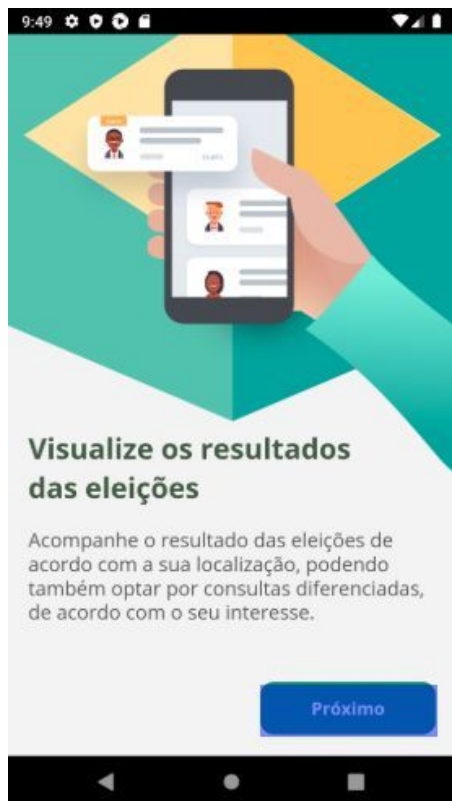 9:49
Visualize os resultados
das eleições
Acompanhe o resultado das eleições de
acordo com a sua localização, podendo
também optar por consultas diferenciadas,
de acordo com o seu interesse.
Próximo